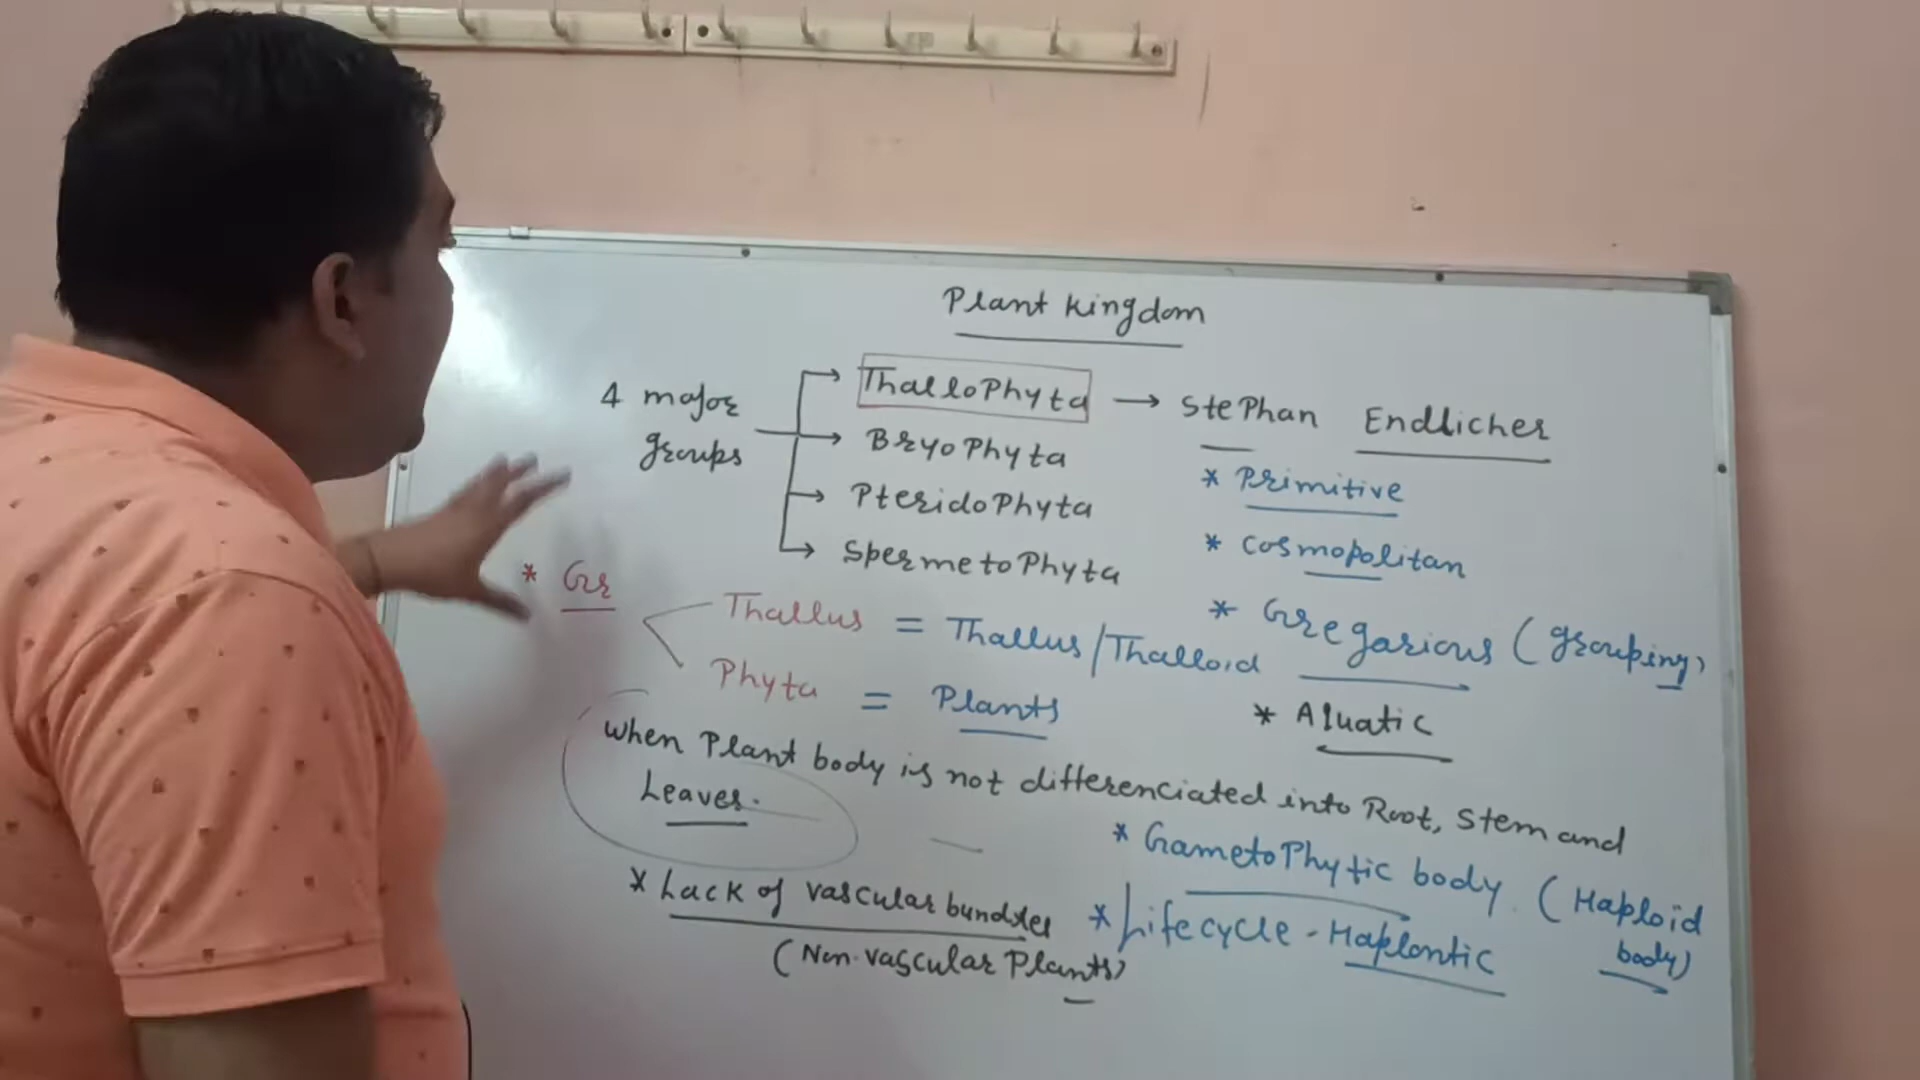 Plant kingdom
4 major groups
ThalloPhyta → StePhan Endlicher
BryoPhyta
PteridoPhyta
SpermetoPhyta
* Primitive
* Cosmopolitan
* Gregarious (grouping)
* Aquatic
* Gr
Thallus = Thallus/Thalloid
Phyta = Plants
when Plant body is not differenciated into Root, Stem and
Leaves.
* Lack of vascular bundles
(Non-vascular Plants)
* GametoPhytic body (Haploid
body)
* Lifecycle - Haplontic